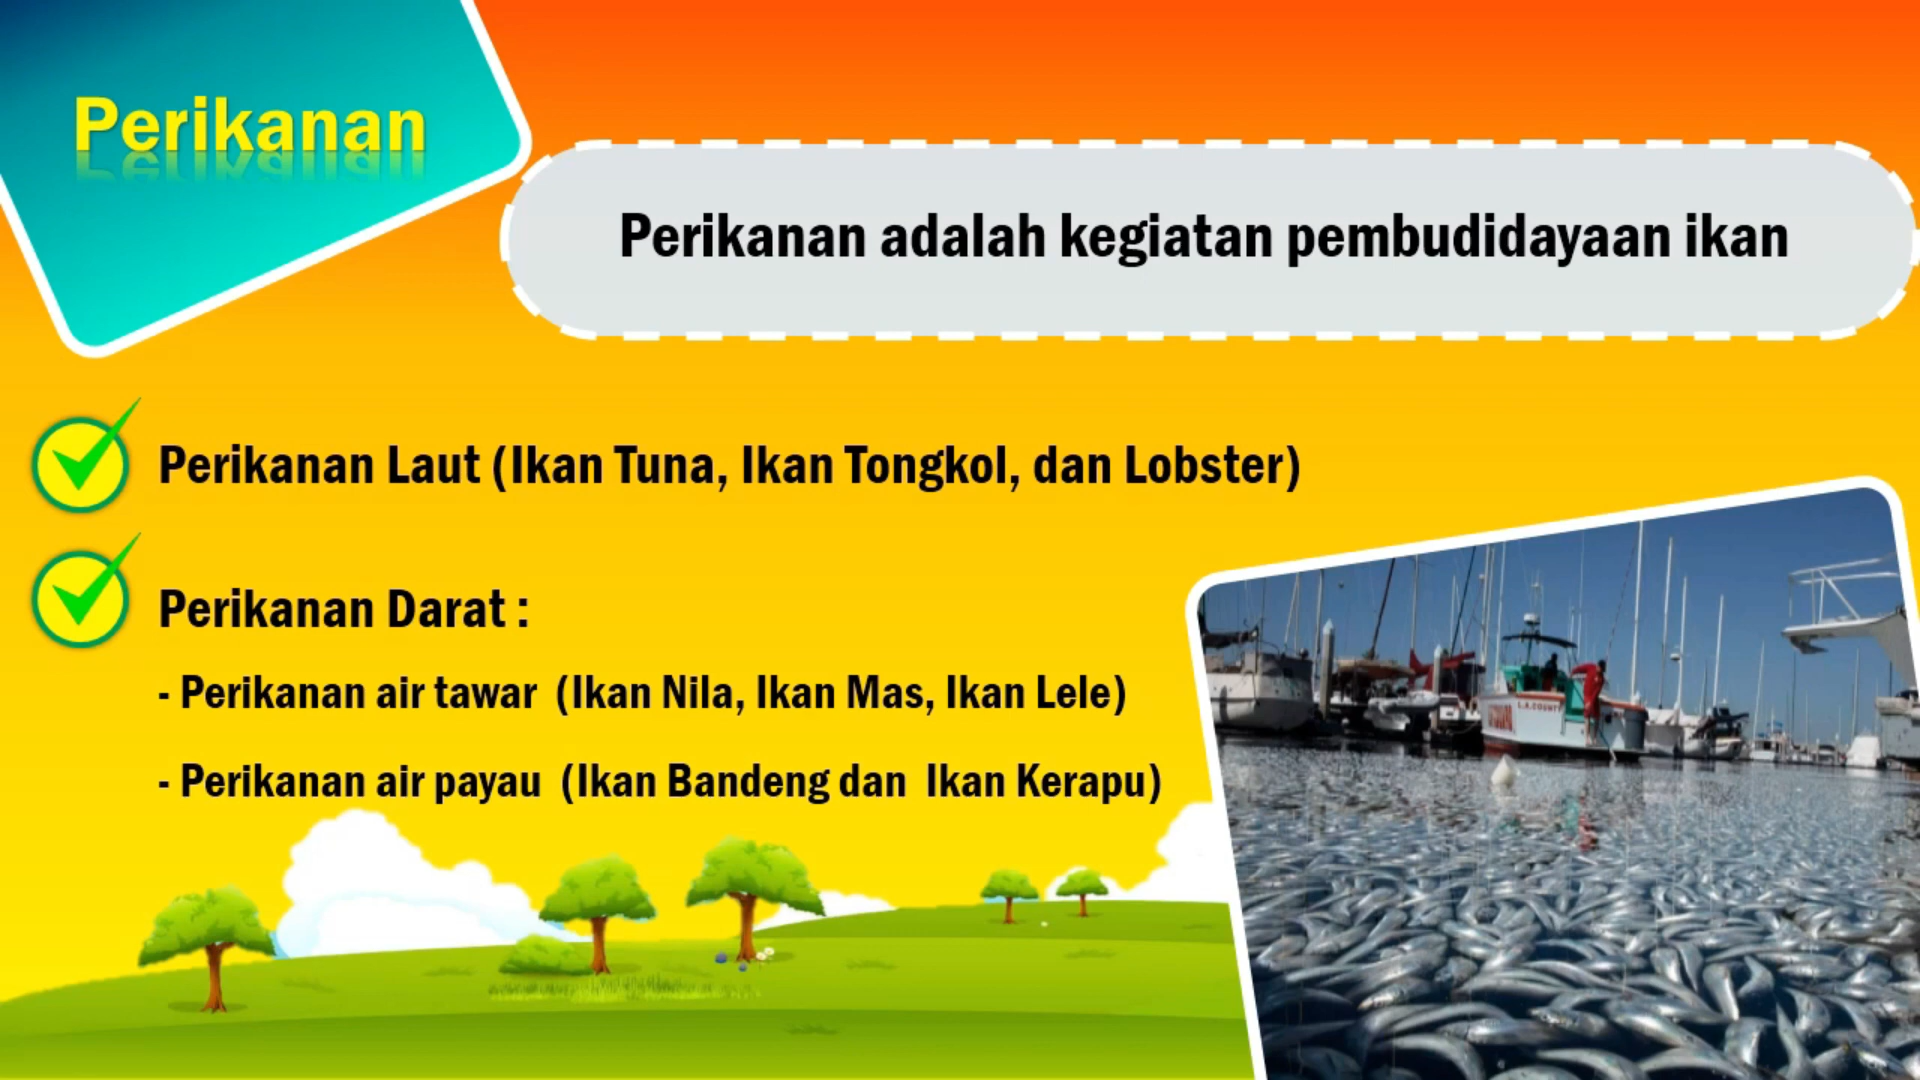 Perikanan
Perikanan adalah kegiatan pembudidayaan ikan
Perikanan Laut (Ikan Tuna, Ikan Tongkol, dan Lobster)
Perikanan Darat :
- Perikanan air tawar (Ikan Nila, Ikan Mas, Ikan Lele)
- Perikanan air payau (Ikan Bandeng dan Ikan Kerapu)
L.A.COUNTY